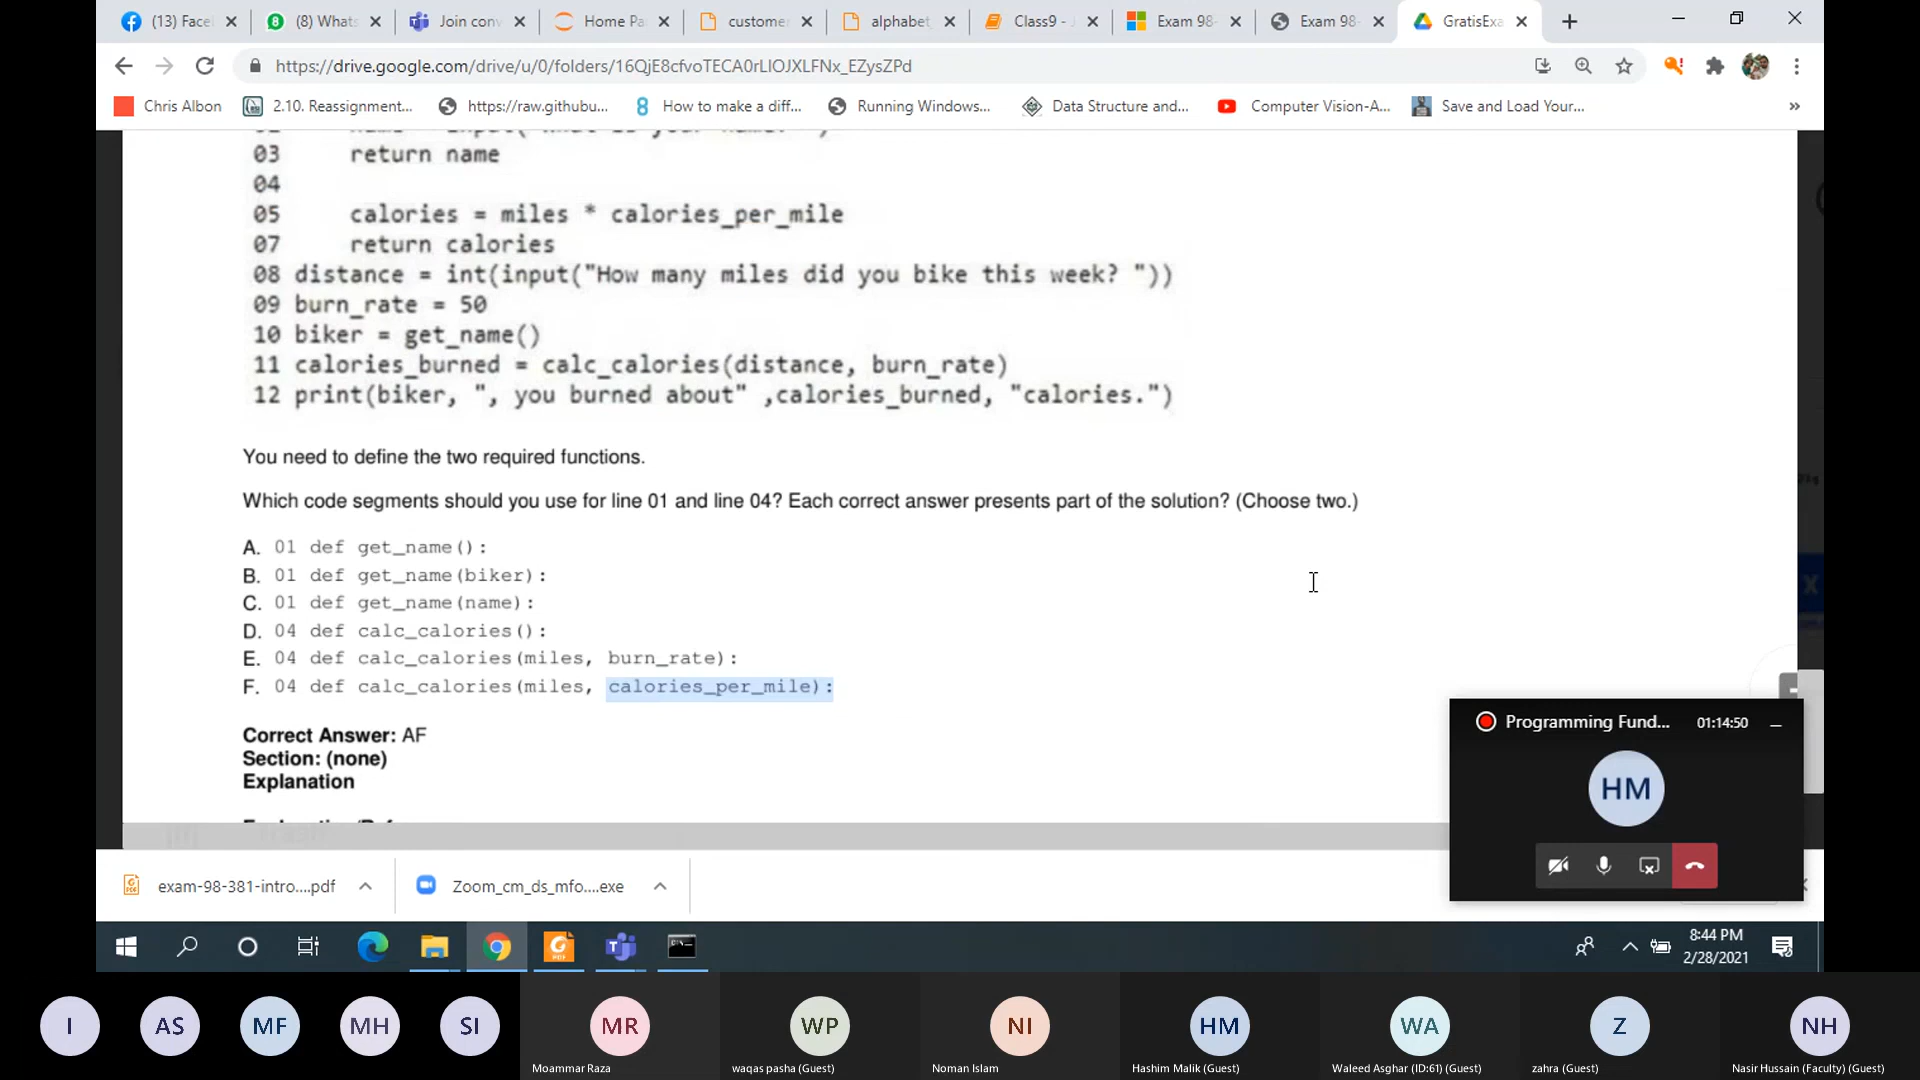 (13) Face
(8) Whats
Join conv
Home Pa
customer
alphabet
Class9 - J
Exam 98-
Exam 98-
GratisExa
https://drive.google.com/drive/u/0/folders/16QjE8cfvoTECA0rLIOJXLFNx_EZysZPd
Chris Albon
2.10. Reassignment...
https://raw.githubu...
How to make a diff...
Running Windows...
Data Structure and...
Computer Vision-A...
Save and Load Your...
03 return name
04
05 calories = miles * calories_per_mile
07 return calories
08 distance = int(input("How many miles did you bike this week? "))
09 burn_rate = 50
10 biker = get_name()
11 calories_burned = calc_calories(distance, burn_rate)
12 print(biker, ", you burned about" ,calories_burned, "calories.")
You need to define the two required functions.
Which code segments should you use for line 01 and line 04? Each correct answer presents part of the solution? (Choose two.)
A. 01 def get_name():
B. 01 def get_name(biker):
C. 01 def get_name(name):
D. 04 def calc_calories():
E. 04 def calc_calories(miles, burn_rate):
F. 04 def calc_calories(miles, calories_per_mile):
Correct Answer: AF
Section: (none)
Explanation
Programming Fund... 01:14:50
HM
exam-98-381-intro....pdf
Zoom_cm_ds_mfo....exe
8:44 PM
2/28/2021
I AS MF MH SI MR WP NI HM WA Z NH
Moammar Raza
waqas pasha (Guest)
Noman Islam
Hashim Malik (Guest)
Waleed Asghar (ID:61) (Guest)
zahra (Guest)
Nasir Hussain (Faculty) (Guest)